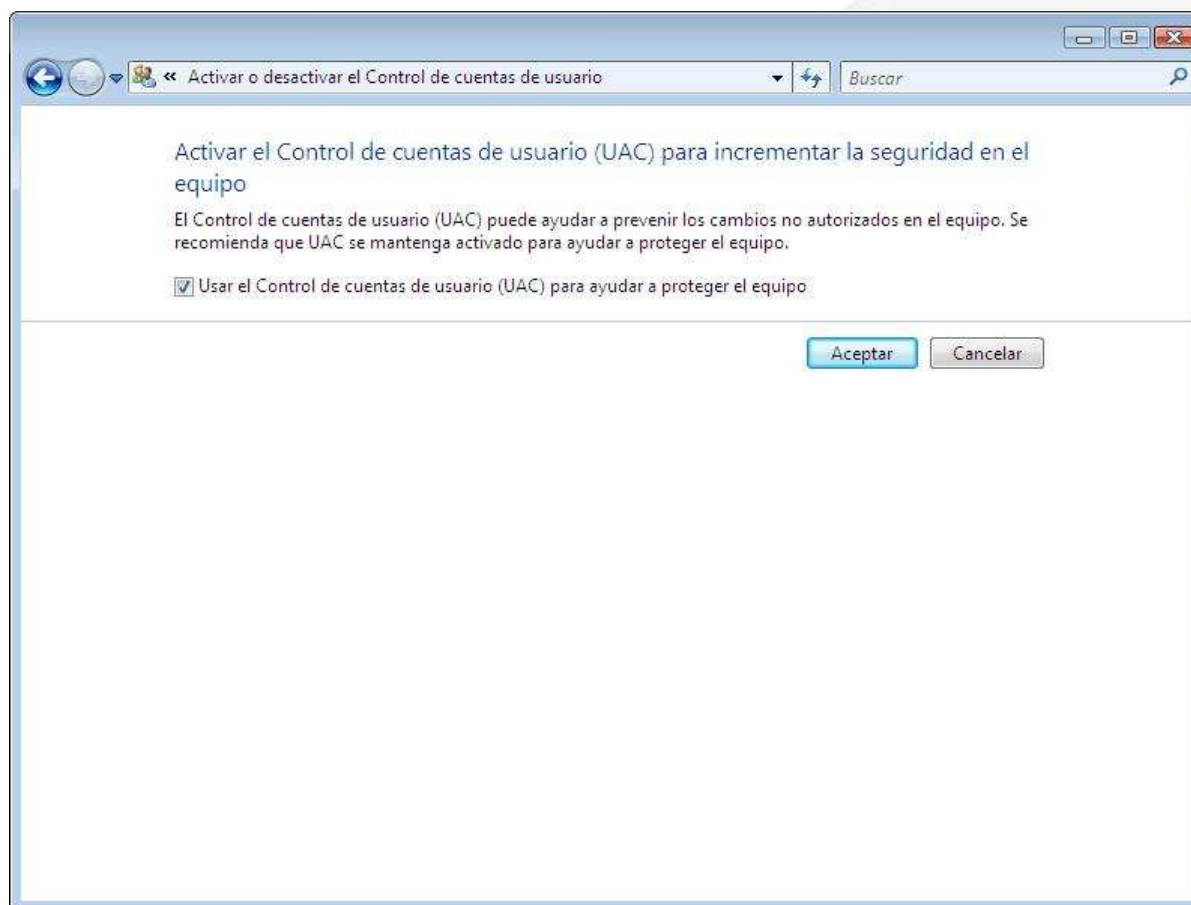 « Activar o desactivar el Control de cuentas de usuario
Buscar
Activar el Control de cuentas de usuario (UAC) para incrementar la seguridad en el
equipo
El Control de cuentas de usuario (UAC) puede ayudar a prevenir los cambios no autorizados en el equipo. Se
recomienda que UAC se mantenga activado para ayudar a proteger el equipo.
Usar el Control de cuentas de usuario (UAC) para ayudar a proteger el equipo
Aceptar
Cancelar